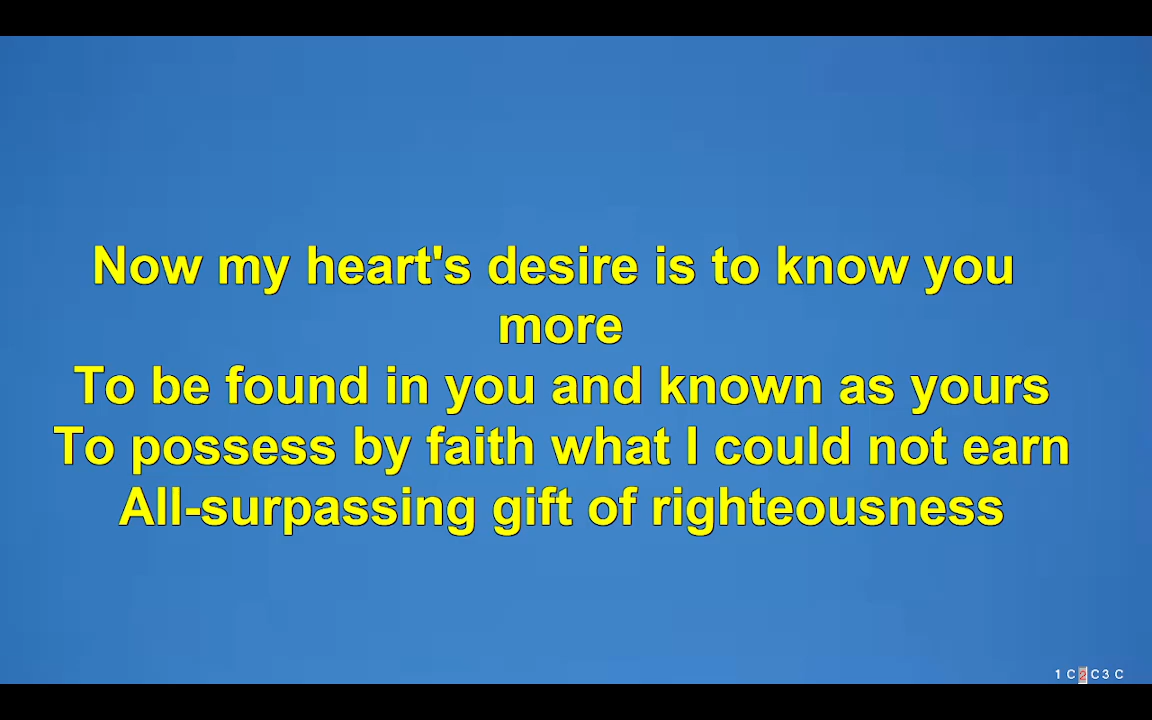 Now my heart's desire is to know you
more
To be found in you and known as yours
To possess by faith what I could not earn
All-surpassing gift of righteousness
1 C 2 C 3 C